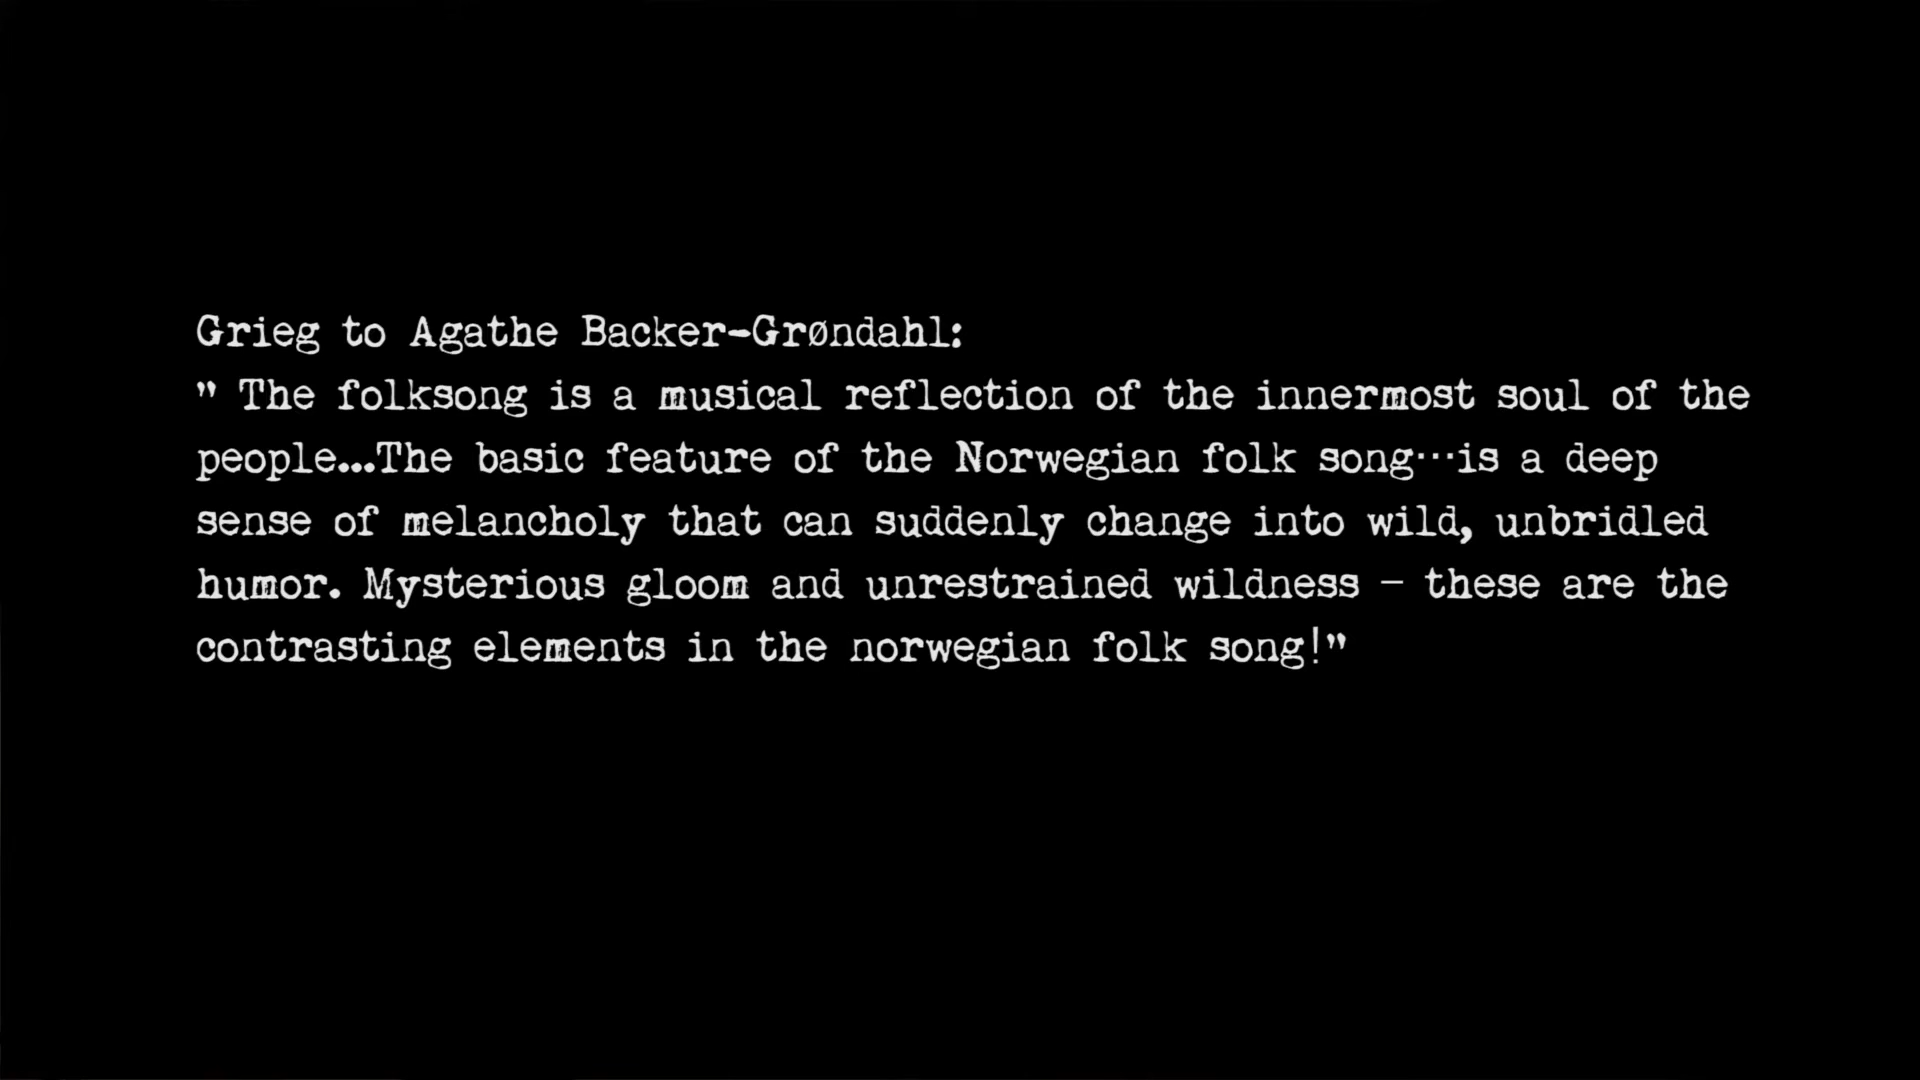 Grieg to Agathe Backer-Grøndahl:
” The folksong is a musical reflection of the innermost soul of the
people...The basic feature of the Norwegian folk song⋯is a deep
sense of melancholy that can suddenly change into wild, unbridled
humor. Mysterious gloom and unrestrained wildness – these are the
contrasting elements in the norwegian folk song!”